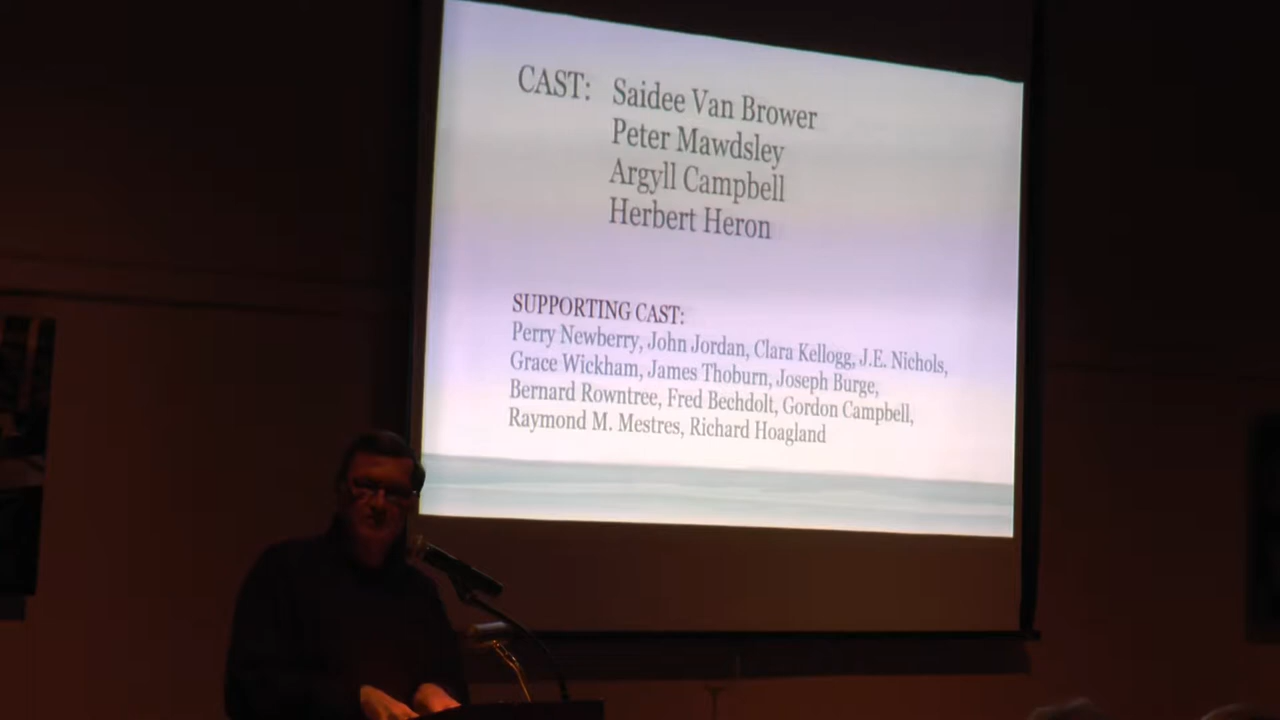 CAST: Saidee Van Brower
Peter Mawdsley
Argyll Campbell
Herbert Heron
SUPPORTING CAST:
Perry Newberry, John Jordan, Clara Kellogg, J.E. Nichols,
Grace Wickham, James Thoburn, Joseph Burge,
Bernard Rowntree, Fred Bechdolt, Gordon Campbell,
Raymond M. Mestres, Richard Hoagland